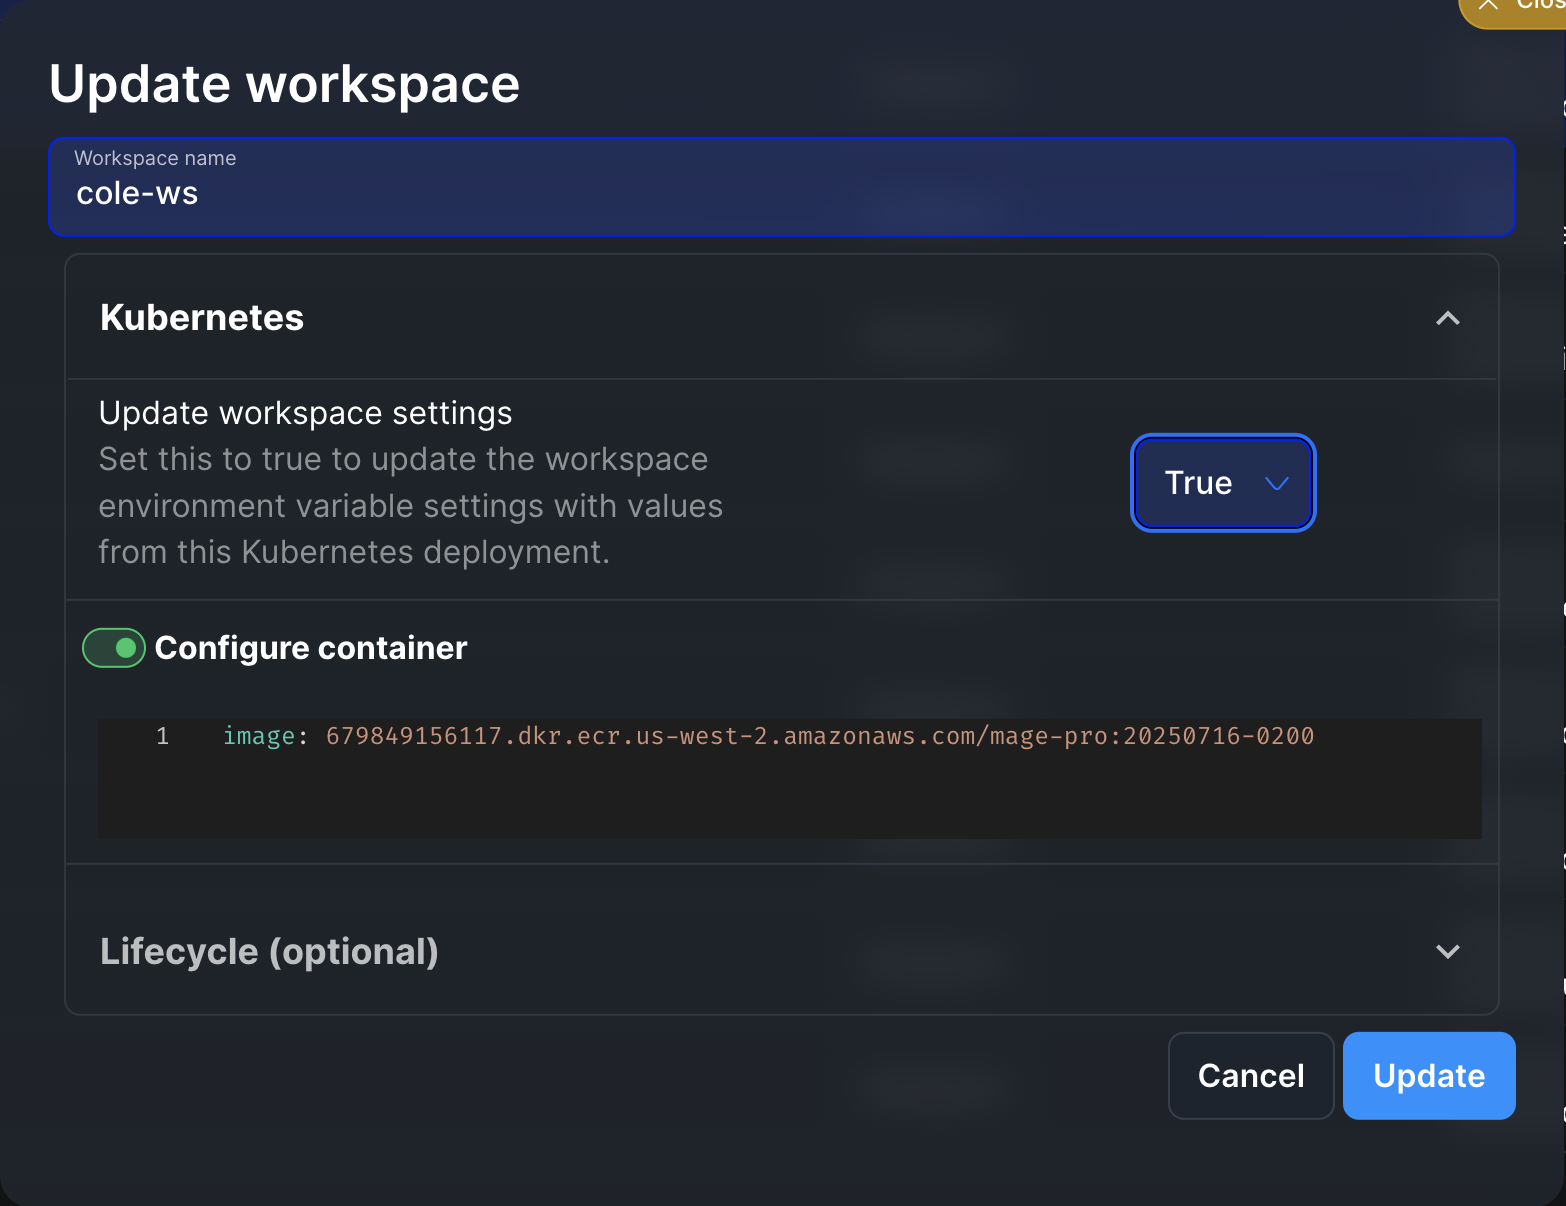 Update workspace
Workspace name
cole-ws
Kubernetes
Update workspace settings
Set this to true to update the workspace
environment variable settings with values
from this Kubernetes deployment.
True
Configure container
1 image: 679849156117.dkr.ecr.us-west-2.amazonaws.com/mage-pro:20250716-0200
Lifecycle (optional)
Cancel
Update